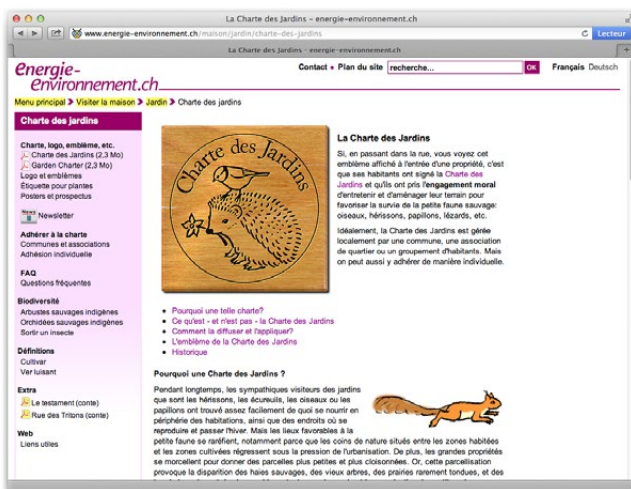 La Charte des Jardins – energie-environnement.ch
www.energie-environnement.ch/maison/jardin/charte-des-jardins
Lecteur
La Charte des Jardins – energie-environnement.ch
énergie-
environnement.ch
Contact • Plan du site
recherche...
OK
Français Deutsch
Menu principal > Visiter la maison > Jardin > Charte des jardins
Charte des jardins
Charte, logo, emblème, etc.
Charte des Jardins (2,3 Mo)
Garden Charter (2,3 Mo)
Logo et emblèmes
Étiquette pour plantes
Posters et prospectus
News
Newsletter
Adhérer à la charte
Communes et associations
Adhésion individuelle
FAQ
Questions fréquentes
Biodiversité
Arbustes sauvages indigènes
Orchidées sauvages indigènes
Sortir un insecte
Définitions
Cultivar
Ver luisant
Extra
Le testament (conte)
Rue des Tritons (conte)
Web
Liens utiles
Charte des Jardins
La Charte des Jardins
Si, en passant dans la rue, vous voyez cet
emblème affiché à l'entrée d'une propriété, c'est
que ses habitants ont signé la Charte des
Jardins et qu'ils ont pris l'engagement moral
d'entretenir et d'aménager leur terrain pour
favoriser la survie de la petite faune sauvage:
oiseaux, hérissons, papillons, lézards, etc.
Idéalement, la Charte des Jardins est gérée
localement par une commune, une association
de quartier ou un groupement d'habitants. Mais
on peut aussi y adhérer de manière individuelle.
Pourquoi une telle charte?
Ce qu'est - et n'est pas - la Charte des Jardins
Comment la diffuser et l'appliquer?
L'emblème de la Charte des Jardins
Historique
Pourquoi une Charte des Jardins ?
Pendant longtemps, les sympathiques visiteurs des jardins
que sont les hérissons, les écureuils, les oiseaux ou les
papillons ont trouvé assez facilement de quoi se nourrir en
périphérie des habitations, ainsi que des endroits où se
reproduire et passer l'hiver. Mais les lieux favorables à la
petite faune se raréfient, notamment parce que les coins de nature situés entre les zones habitées
et les zones cultivées régressent sous la pression de l'urbanisation. De plus, les grandes propriétés
se morcellent pour donner des parcelles plus petites et plus cloisonnées. Or, cette parcellisation
provoque la disparition des haies sauvages, des vieux arbres, des prairies rarement tondues, et des